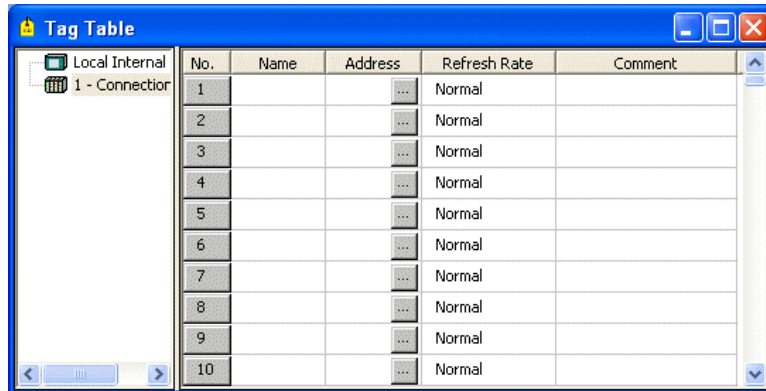 Tag Table
Local Internal
1 - Connection
No. Name Address Refresh Rate Comment
1 ... Normal
2 ... Normal
3 ... Normal
4 ... Normal
5 ... Normal
6 ... Normal
7 ... Normal
8 ... Normal
9 ... Normal
10 ... Normal